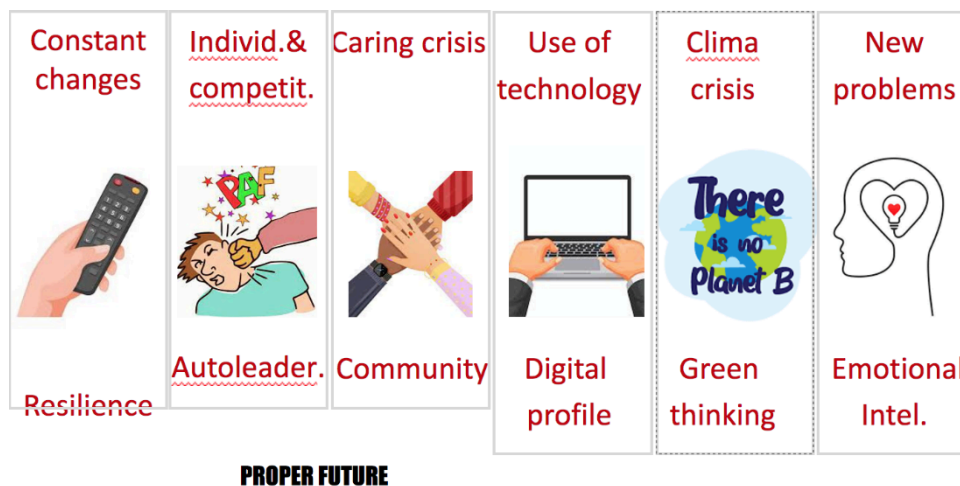 Constant
changes
Individ.&
competit.
Caring crisis
Use of
technology
Clima
crisis
New
problems
PAF
There
is no
Planet B
Resilience
Autoleader.
Community
Digital
profile
Green
thinking
Emotional
Intel.
PROPER FUTURE